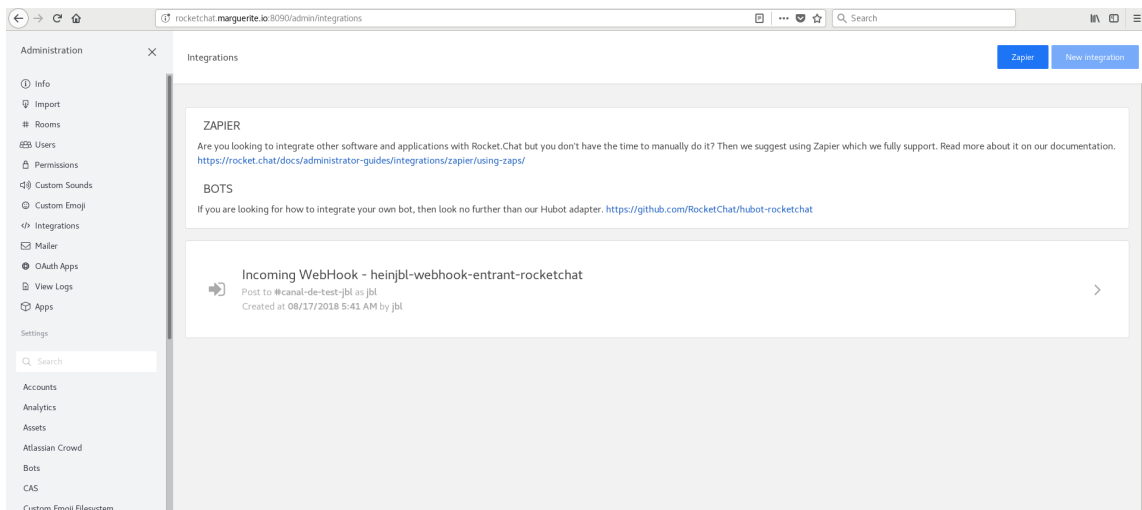 rocketchat.marguerite.io:8090/admin/integrations
Search
Administration
Info
Import
Rooms
Users
Permissions
Custom Sounds
Custom Emoji
Integrations
Mailer
OAuth Apps
View Logs
Apps
Settings
Search
Accounts
Analytics
Assets
Atlassian Crowd
Bots
CAS
Custom Emoji Filesystem
Integrations
Zapier
New integration
ZAPIER
Are you looking to integrate other software and applications with Rocket.Chat but you don't have the time to manually do it? Then we suggest using Zapier which we fully support. Read more about it on our documentation.
https://rocket.chat/docs/administrator-guides/integrations/zapier/using-zaps/
BOTS
If you are looking for how to integrate your own bot, then look no further than our Hubot adapter. https://github.com/RocketChat/hubot-rocketchat
Incoming WebHook - heinjbl-webhook-entrant-rocketchat
Post to #canal-de-test-jbl as jbl
Created at 08/17/2018 5:41 AM by jbl